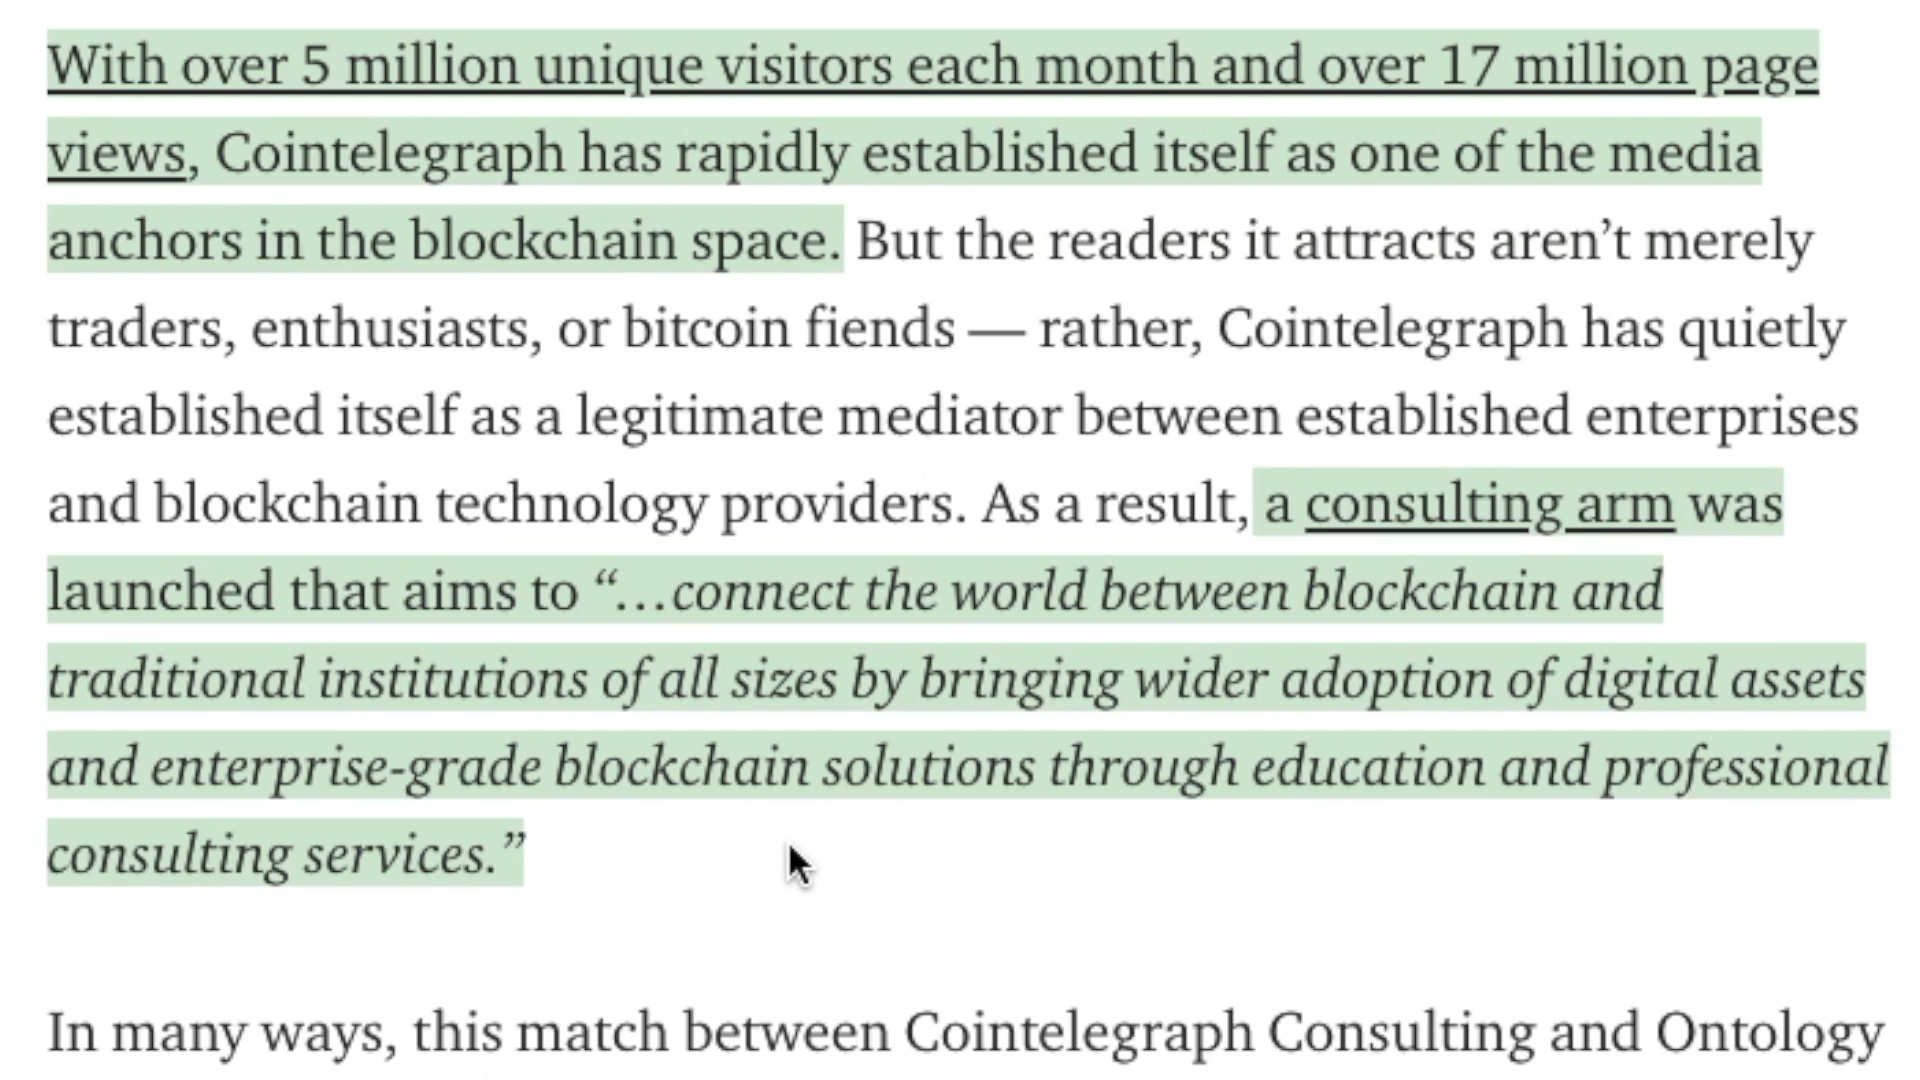 With over 5 million unique visitors each month and over 17 million page
views, Cointelegraph has rapidly established itself as one of the media
anchors in the blockchain space. But the readers it attracts aren’t merely
traders, enthusiasts, or bitcoin fiends — rather, Cointelegraph has quietly
established itself as a legitimate mediator between established enterprises
and blockchain technology providers. As a result, a consulting arm was
launched that aims to “…connect the world between blockchain and
traditional institutions of all sizes by bringing wider adoption of digital assets
and enterprise-grade blockchain solutions through education and professional
consulting services.”
In many ways, this match between Cointelegraph Consulting and Ontology